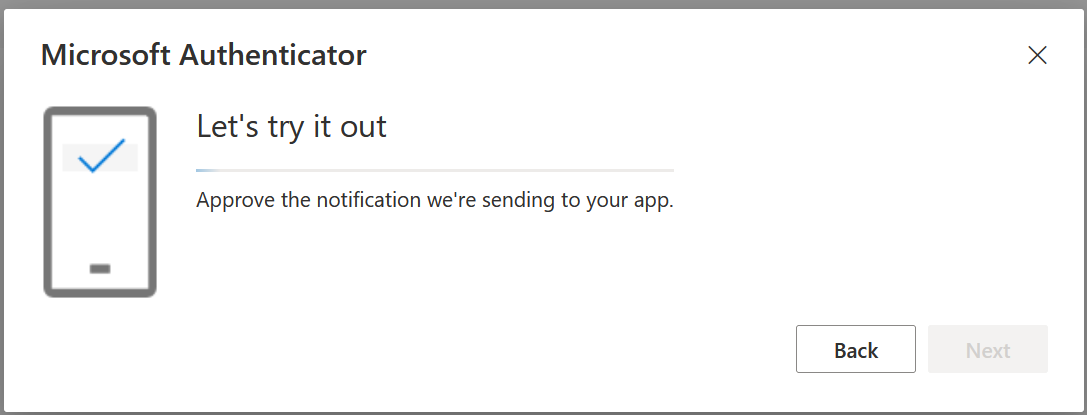 Microsoft Authenticator
Let's try it out
Approve the notification we're sending to your app.
Back
Next